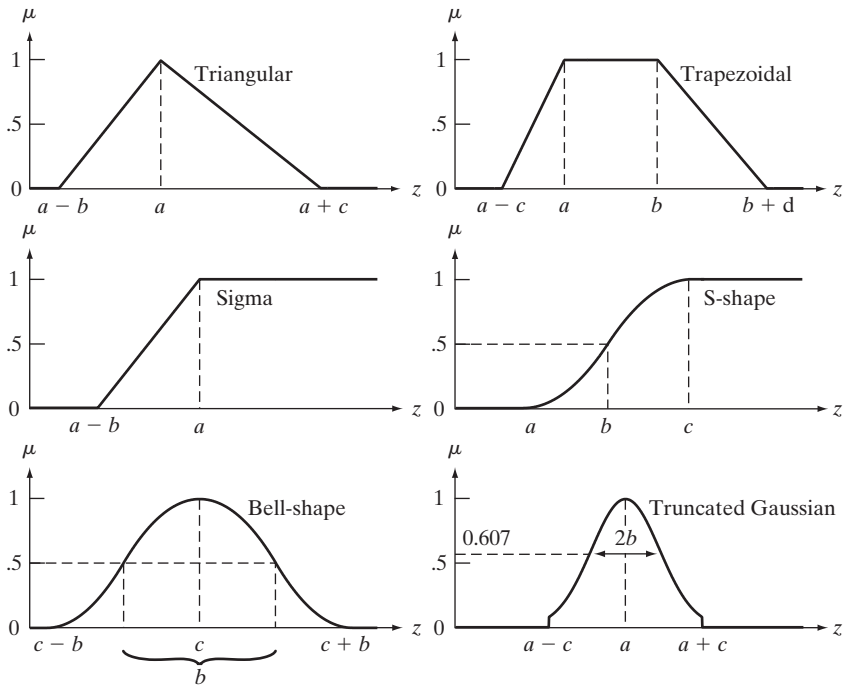 μ
1
Triangular
.5
0
z
a − b
a
a + c
μ
1
Trapezoidal
.5
0
z
a − c
a
b
b + d
μ
1
Sigma
.5
0
z
a − b
a
μ
1
S-shape
.5
0
z
a
b
c
μ
1
Bell-shape
.5
0
z
c − b
c
c + b
b
μ
1
Truncated Gaussian
0.607
2b
.5
0
z
a − c
a
a + c